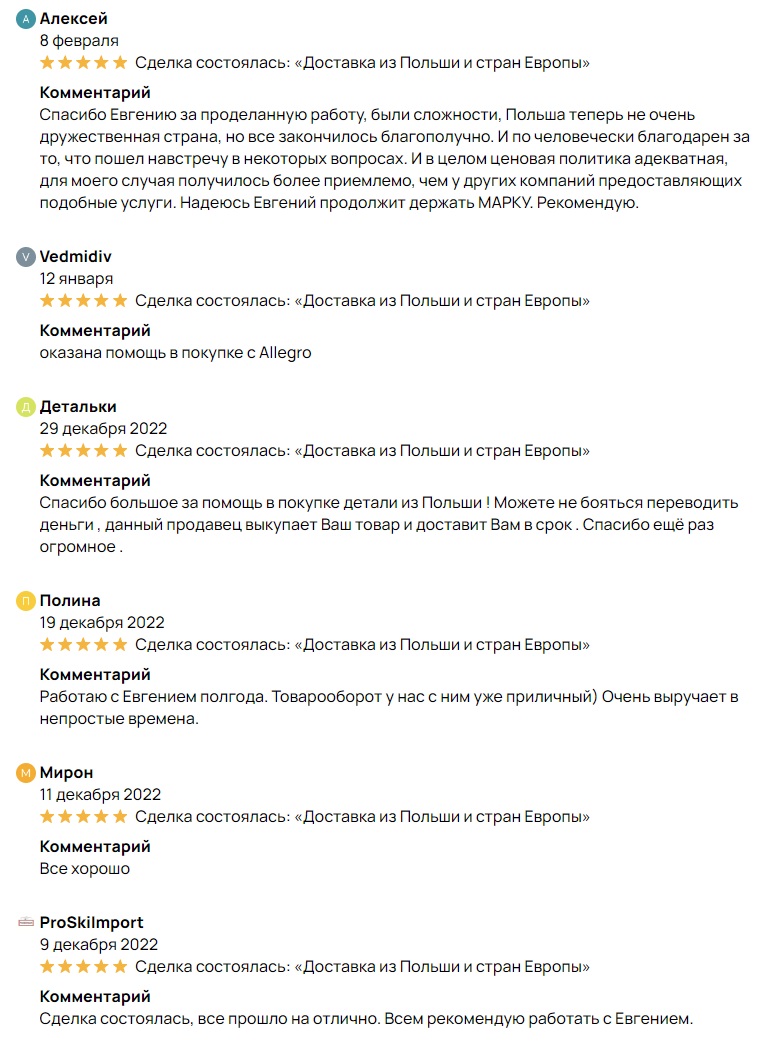 А Алексей
8 февраля
Сделка состоялась: «Доставка из Польши и стран Европы»
Комментарий
Спасибо Евгению за проделанную работу, были сложности, Польша теперь не очень
дружественная страна, но все закончилось благополучно. И по человечески благодарен за
то, что пошел навстречу в некоторых вопросах. И в целом ценовая политика адекватная,
для моего случая получилось более приемлемо, чем у других компаний предоставляющих
подобные услуги. Надеюсь Евгений продолжит держать МАРКУ. Рекомендую.
V Vedmidiv
12 января
Сделка состоялась: «Доставка из Польши и стран Европы»
Комментарий
оказана помощь в покупке с Allegro
Д Детальки
29 декабря 2022
Сделка состоялась: «Доставка из Польши и стран Европы»
Комментарий
Спасибо большое за помощь в покупке детали из Польши ! Можете не бояться переводить
деньги , данный продавец выкупает Ваш товар и доставит Вам в срок . Спасибо ещё раз
огромное .
П Полина
19 декабря 2022
Сделка состоялась: «Доставка из Польши и стран Европы»
Комментарий
Работаю с Евгением полгода. Товарооборот у нас с ним уже приличный) Очень выручает в
непростые времена.
М Мирон
11 декабря 2022
Сделка состоялась: «Доставка из Польши и стран Европы»
Комментарий
Все хорошо
ProSkiImport
9 декабря 2022
Сделка состоялась: «Доставка из Польши и стран Европы»
Комментарий
Сделка состоялась, все прошло на отлично. Всем рекомендую работать с Евгением.